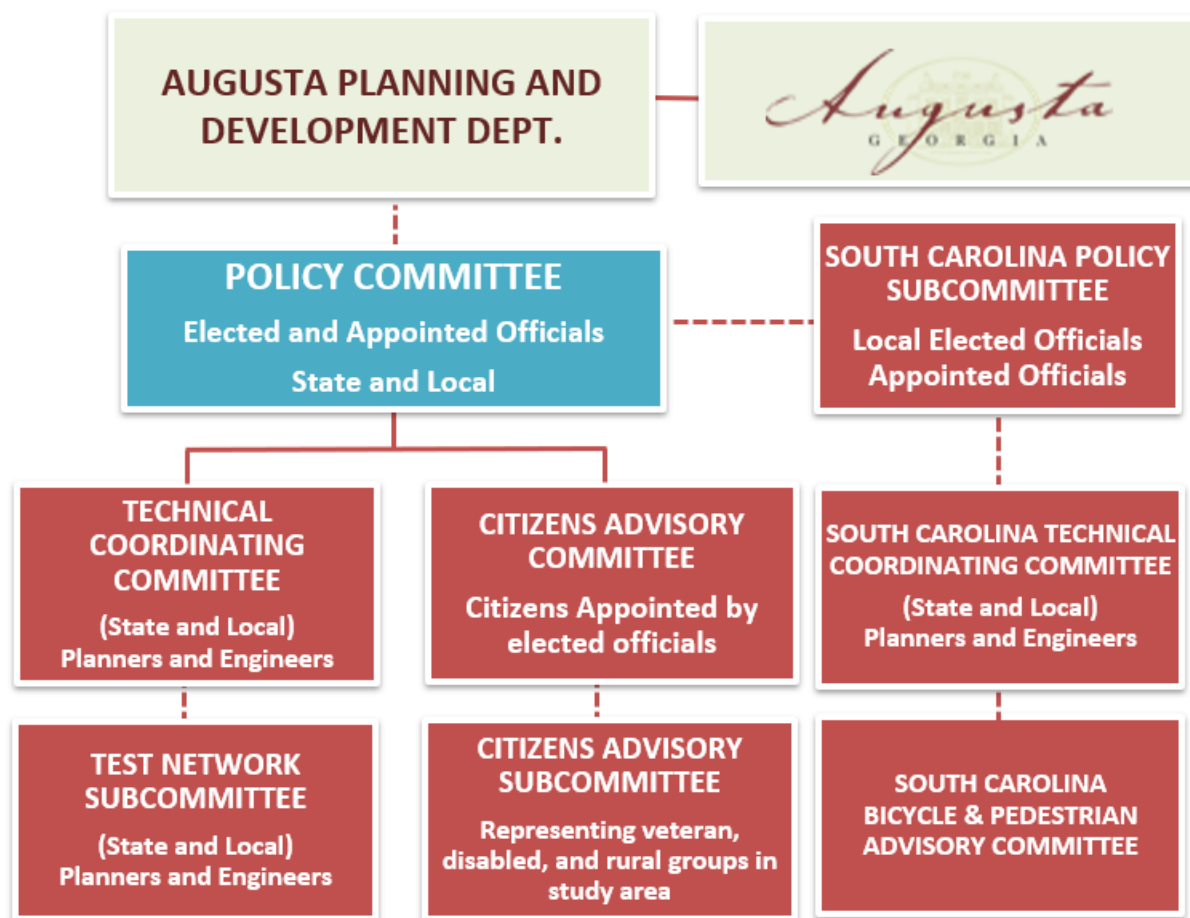 AUGUSTA PLANNING AND
DEVELOPMENT DEPT.
Augusta
GEORGIA
POLICY COMMITTEE
Elected and Appointed Officials
State and Local
SOUTH CAROLINA POLICY
SUBCOMMITTEE
Local Elected Officials
Appointed Officials
TECHNICAL
COORDINATING
COMMITTEE
(State and Local)
Planners and Engineers
CITIZENS ADVISORY
COMMITTEE
Citizens Appointed by
elected officials
SOUTH CAROLINA TECHNICAL
COORDINATING COMMITTEE
(State and Local)
Planners and Engineers
TEST NETWORK
SUBCOMMITTEE
(State and Local)
Planners and Engineers
CITIZENS ADVISORY
SUBCOMMITTEE
Representing veteran,
disabled, and rural groups in
study area
SOUTH CAROLINA
BICYCLE & PEDESTRIAN
ADVISORY COMMITTEE